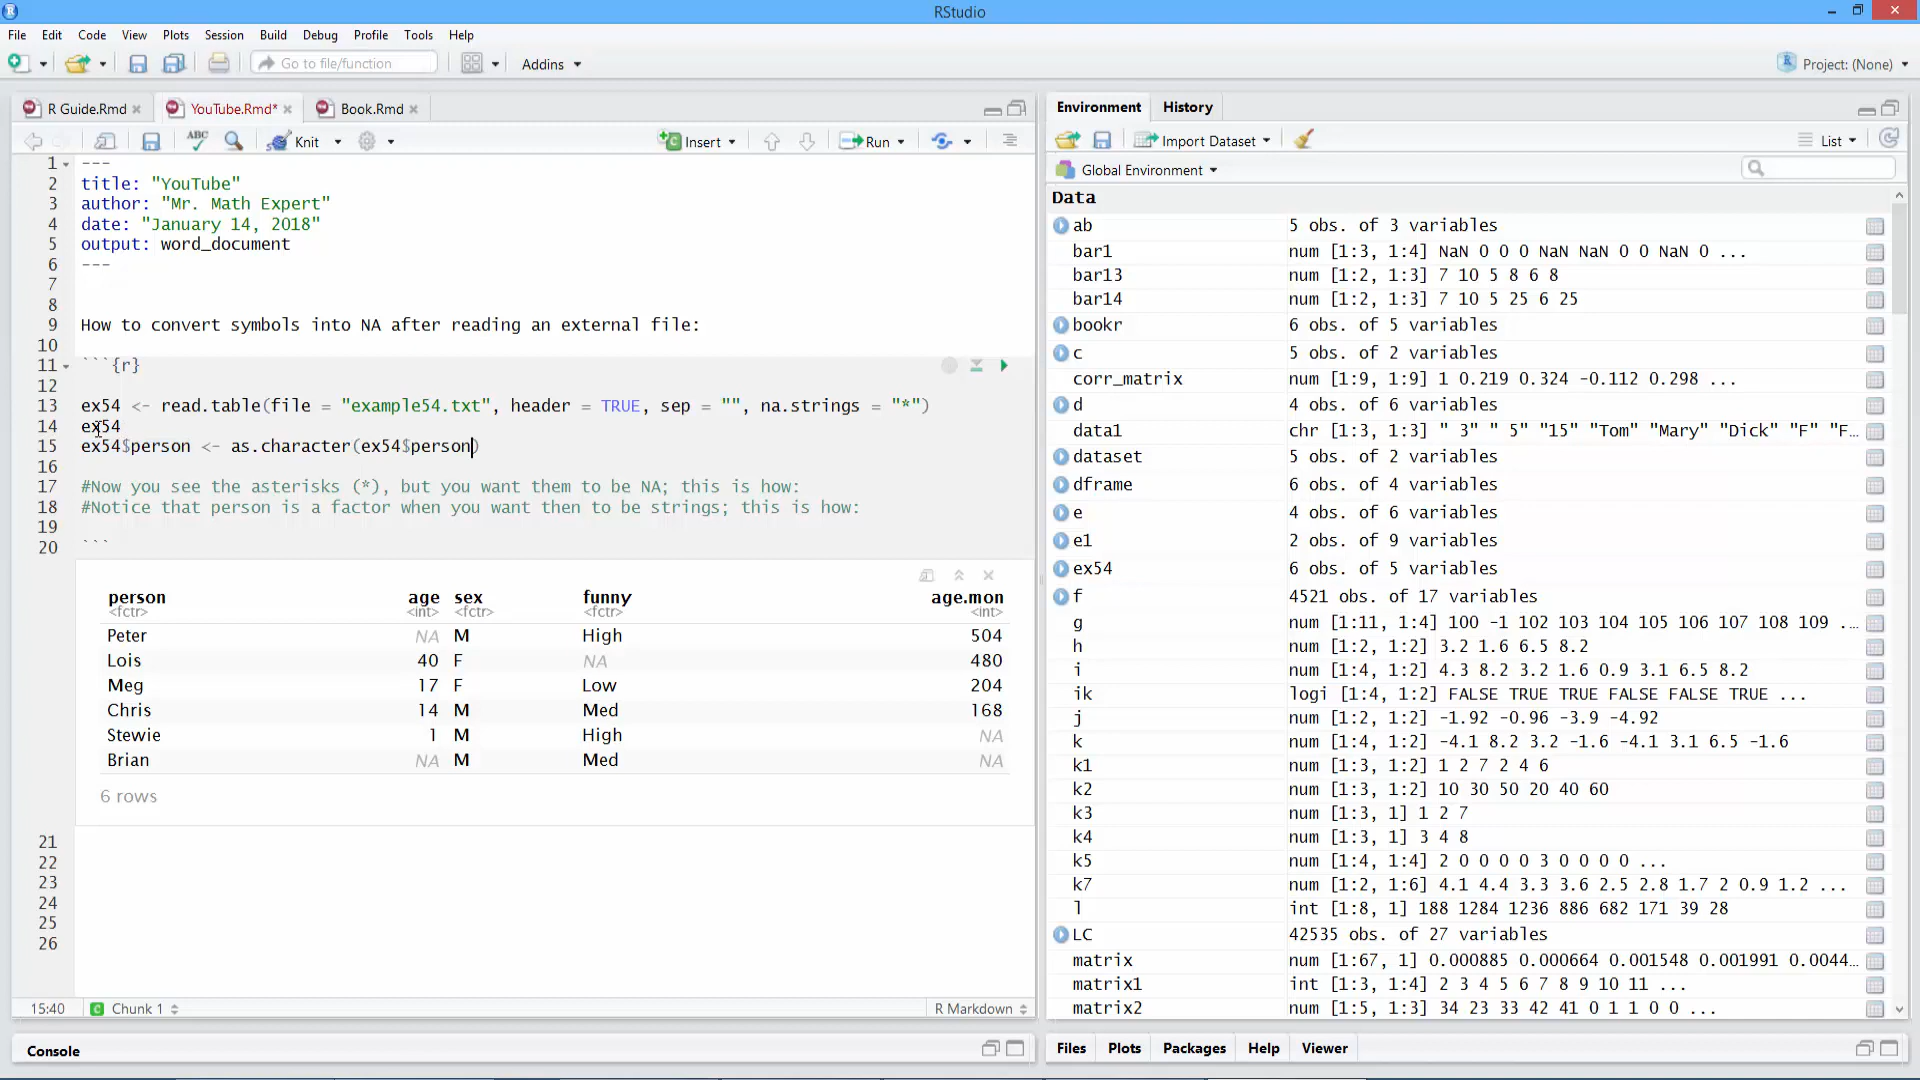 RStudio
File Edit Code View Plots Session Build Debug Profile Tools Help
Go to file/function Addins Project: (None)
R Guide.Rmd YouTube.Rmd* Book.Rmd
ABC Knit Insert Run
1 ---
2 title: "YouTube"
3 author: "Mr. Math Expert"
4 date: "January 14, 2018"
5 output: word_document
6 ---
7
8
9 How to convert symbols into NA after reading an external file:
10
11 ```{r}
12
13 ex54 <- read.table(file = "example54.txt", header = TRUE, sep = "", na.strings = "*")
14 ex54
15 ex54$person <- as.character(ex54$person)
16
17 #Now you see the asterisks (*), but you want them to be NA; this is how:
18 #Notice that person is a factor when you want then to be strings; this is how:
19
20 ```
person age sex funny age.mon
<fctr> <int> <fctr> <fctr> <int>
Peter NA M High 504
Lois 40 F NA 480
Meg 17 F Low 204
Chris 14 M Med 168
Stewie 1 M High NA
Brian NA M Med NA
6 rows
21
22
23
24
25
26
15:40 C Chunk 1 R Markdown
Console
Environment History
Import Dataset List
Global Environment
Data
ab 5 obs. of 3 variables
bar1 num [1:3, 1:4] NaN 0 0 0 NaN NaN 0 0 NaN 0 ...
bar13 num [1:2, 1:3] 7 10 5 8 6 8
bar14 num [1:2, 1:3] 7 10 5 25 6 25
bookr 6 obs. of 5 variables
c 5 obs. of 2 variables
corr_matrix num [1:9, 1:9] 1 0.219 0.324 -0.112 0.298 ...
d 4 obs. of 6 variables
data1 chr [1:3, 1:3] " 3" " 5" "15" "Tom" "Mary" "Dick" "F" "F…
dataset 5 obs. of 2 variables
dframe 6 obs. of 4 variables
e 4 obs. of 6 variables
e1 2 obs. of 9 variables
ex54 6 obs. of 5 variables
f 4521 obs. of 17 variables
g num [1:11, 1:4] 100 -1 102 103 104 105 106 107 108 109 .…
h num [1:2, 1:2] 3.2 1.6 6.5 8.2
i num [1:4, 1:2] 4.3 8.2 3.2 1.6 0.9 3.1 6.5 8.2
ik logi [1:4, 1:2] FALSE TRUE TRUE FALSE FALSE TRUE ...
j num [1:2, 1:2] -1.92 -0.96 -3.9 -4.92
k num [1:4, 1:2] -4.1 8.2 3.2 -1.6 -4.1 3.1 6.5 -1.6
k1 num [1:3, 1:2] 1 2 7 2 4 6
k2 num [1:3, 1:2] 10 30 50 20 40 60
k3 num [1:3, 1] 1 2 7
k4 num [1:3, 1] 3 4 8
k5 num [1:4, 1:4] 2 0 0 0 0 3 0 0 0 0 ...
k7 num [1:2, 1:6] 4.1 4.4 3.3 3.6 2.5 2.8 1.7 2 0.9 1.2 ...
l int [1:8, 1] 188 1284 1236 886 682 171 39 28
LC 42535 obs. of 27 variables
matrix num [1:67, 1] 0.000885 0.000664 0.001548 0.001991 0.0044…
matrix1 int [1:3, 1:4] 2 3 4 5 6 7 8 9 10 11 ...
matrix2 num [1:5, 1:3] 34 23 33 42 41 0 1 1 0 0 ...
Files Plots Packages Help Viewer